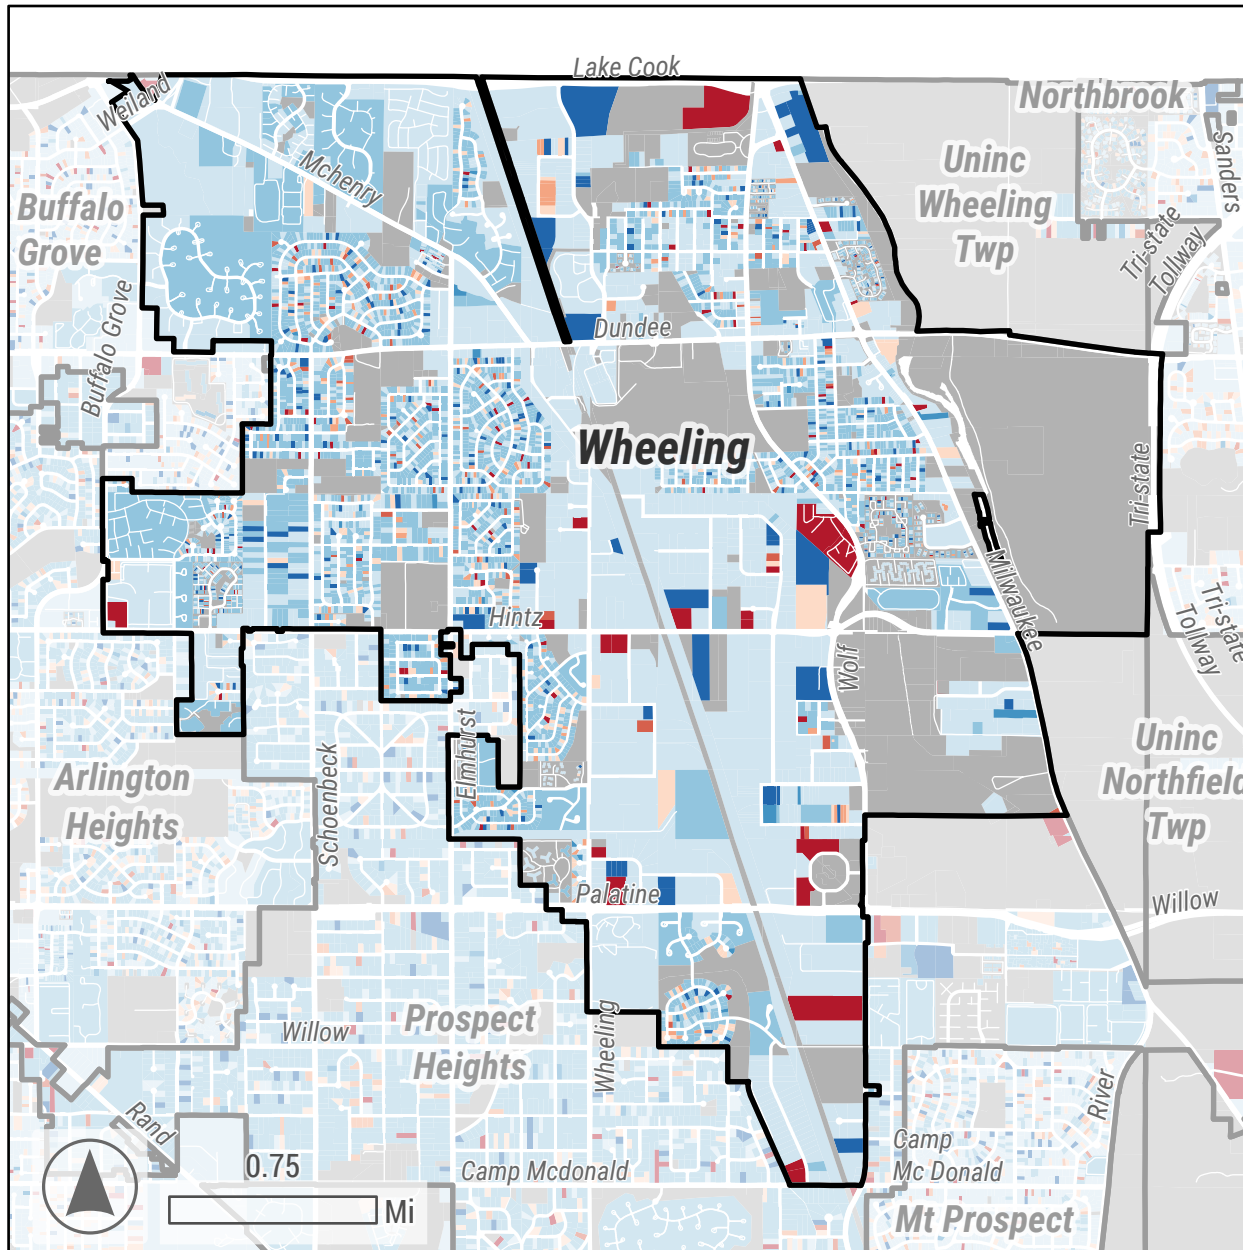 Lake Cook
Northbrook
Weiland
Sanders
Mchenry
Uninc
Wheeling
Twp
Buffalo
Grove
Tri-state
Tollway
Buffalo Grove
Dundee
Wheeling
Tri-state
Milwaukee
Hintz
Tri-state
Tollway
Wolf
Elmhurst
Schoenbeck
Arlington
Heights
Uninc
Northfield
Twp
Palatine
Willow
Prospect
Heights
Willow
Wheeling
Rand
River
Camp
Mc Donald
Camp Mcdonald
0.75
Mi
Mt Prospect